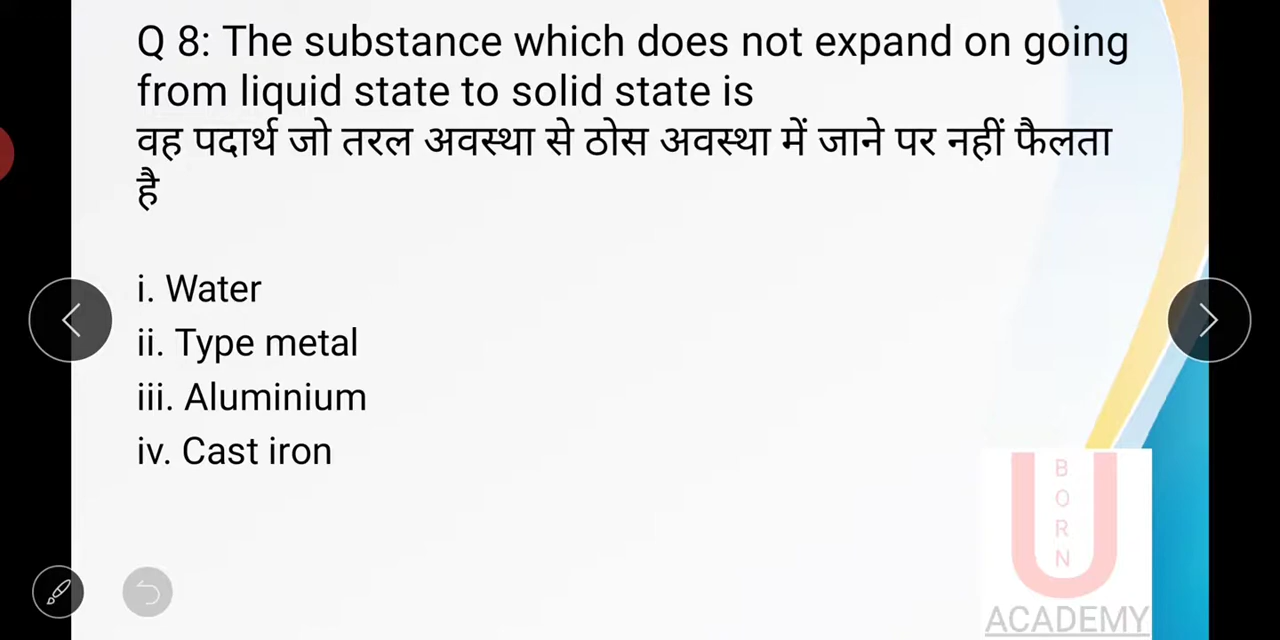 Q 8: The substance which does not expand on going
from liquid state to solid state is
वह पदार्थ जो तरल अवस्था से ठोस अवस्था में जाने पर नहीं फैलता
है
i. Water
ii. Type metal
iii. Aluminium
iv. Cast iron
B
O
R
N
U
ACADEMY